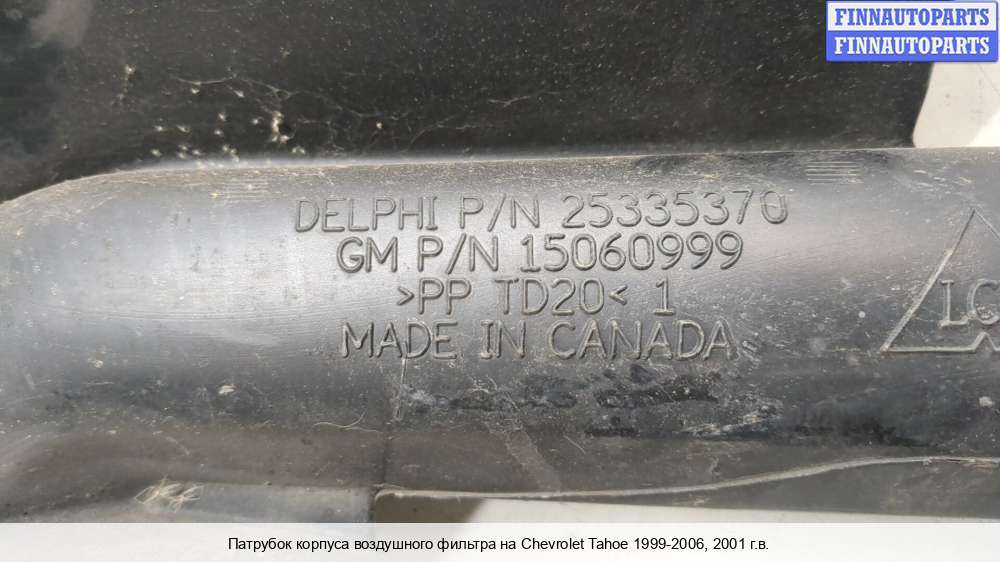 FINNAUTOPARTS
FINNAUTOPARTS
DELPHI P/N 25335370
GM P/N 15060999
>PP TD20< 1
MADE IN CANADA
LC
Патрубок корпуса воздушного фильтра на Chevrolet Tahoe 1999-2006, 2001 г.в.